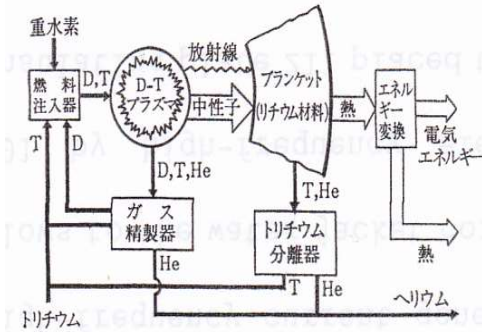 重水素
燃料
注入器
D,T
D-T
プラズマ
放射線
中性子
ブランケット
(リチウム材料)
熱
エネル
ギー
変換
電気
エネルギー
T
D
D,T,He
T,He
ガス
精製器
トリチウム
分離器
熱
He
T
He
トリチウム
ヘリウム